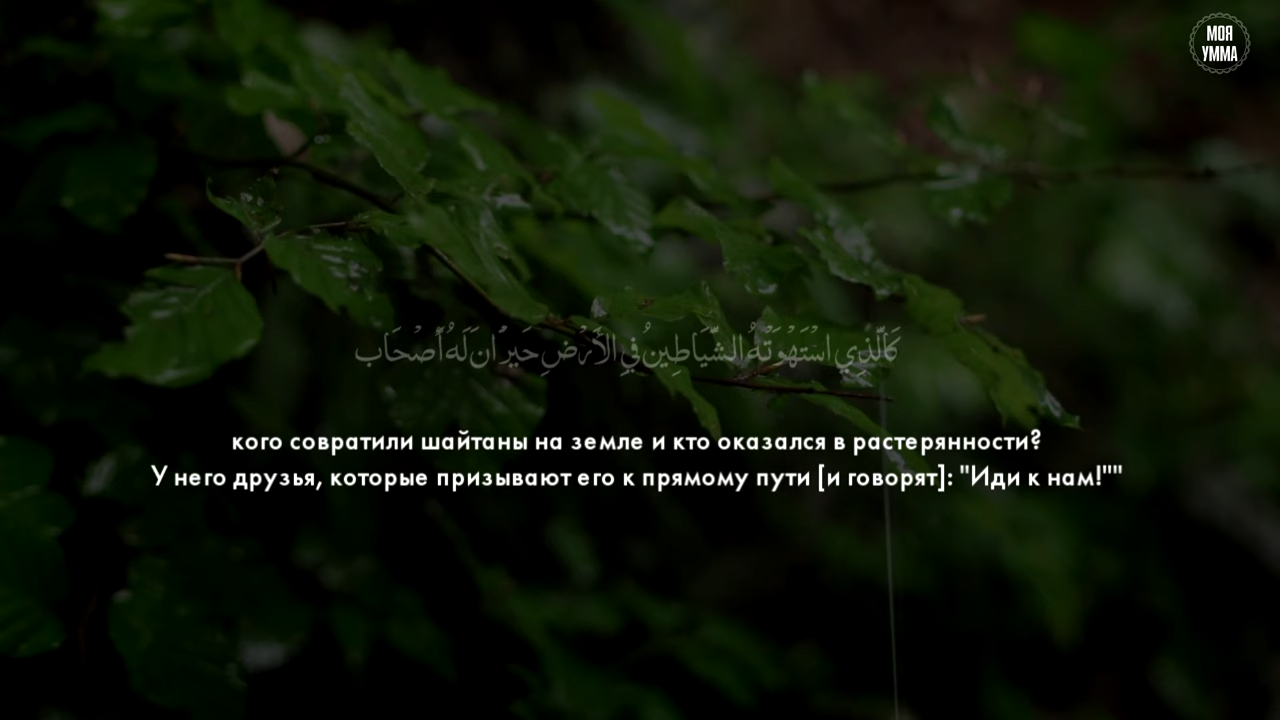 МОЯ
УММА
كَالَّذِي اسْتَهْوَتْهُ الشَّيَاطِينُ فِي الْأَرْضِ حَيْرَانَ لَهُ أَصْحَاب
кого совратили шайтаны на земле и кто оказался в растерянности?
У него друзья, которые призывают его к прямому пути [и говорят]: "Иди к нам!""